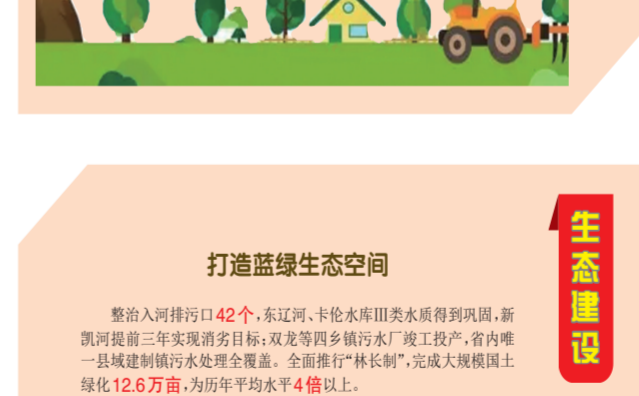 生态建设
打造蓝绿生态空间
整治入河排污口42个,东辽河、卡伦水库Ⅲ类水质得到巩固,新
凯河提前三年实现消劣目标;双龙等四乡镇污水厂竣工投产,省内唯
一县域建制镇污水处理全覆盖。全面推行“林长制”,完成大规模国土
绿化12.6万亩,为历年平均水平4倍以上。